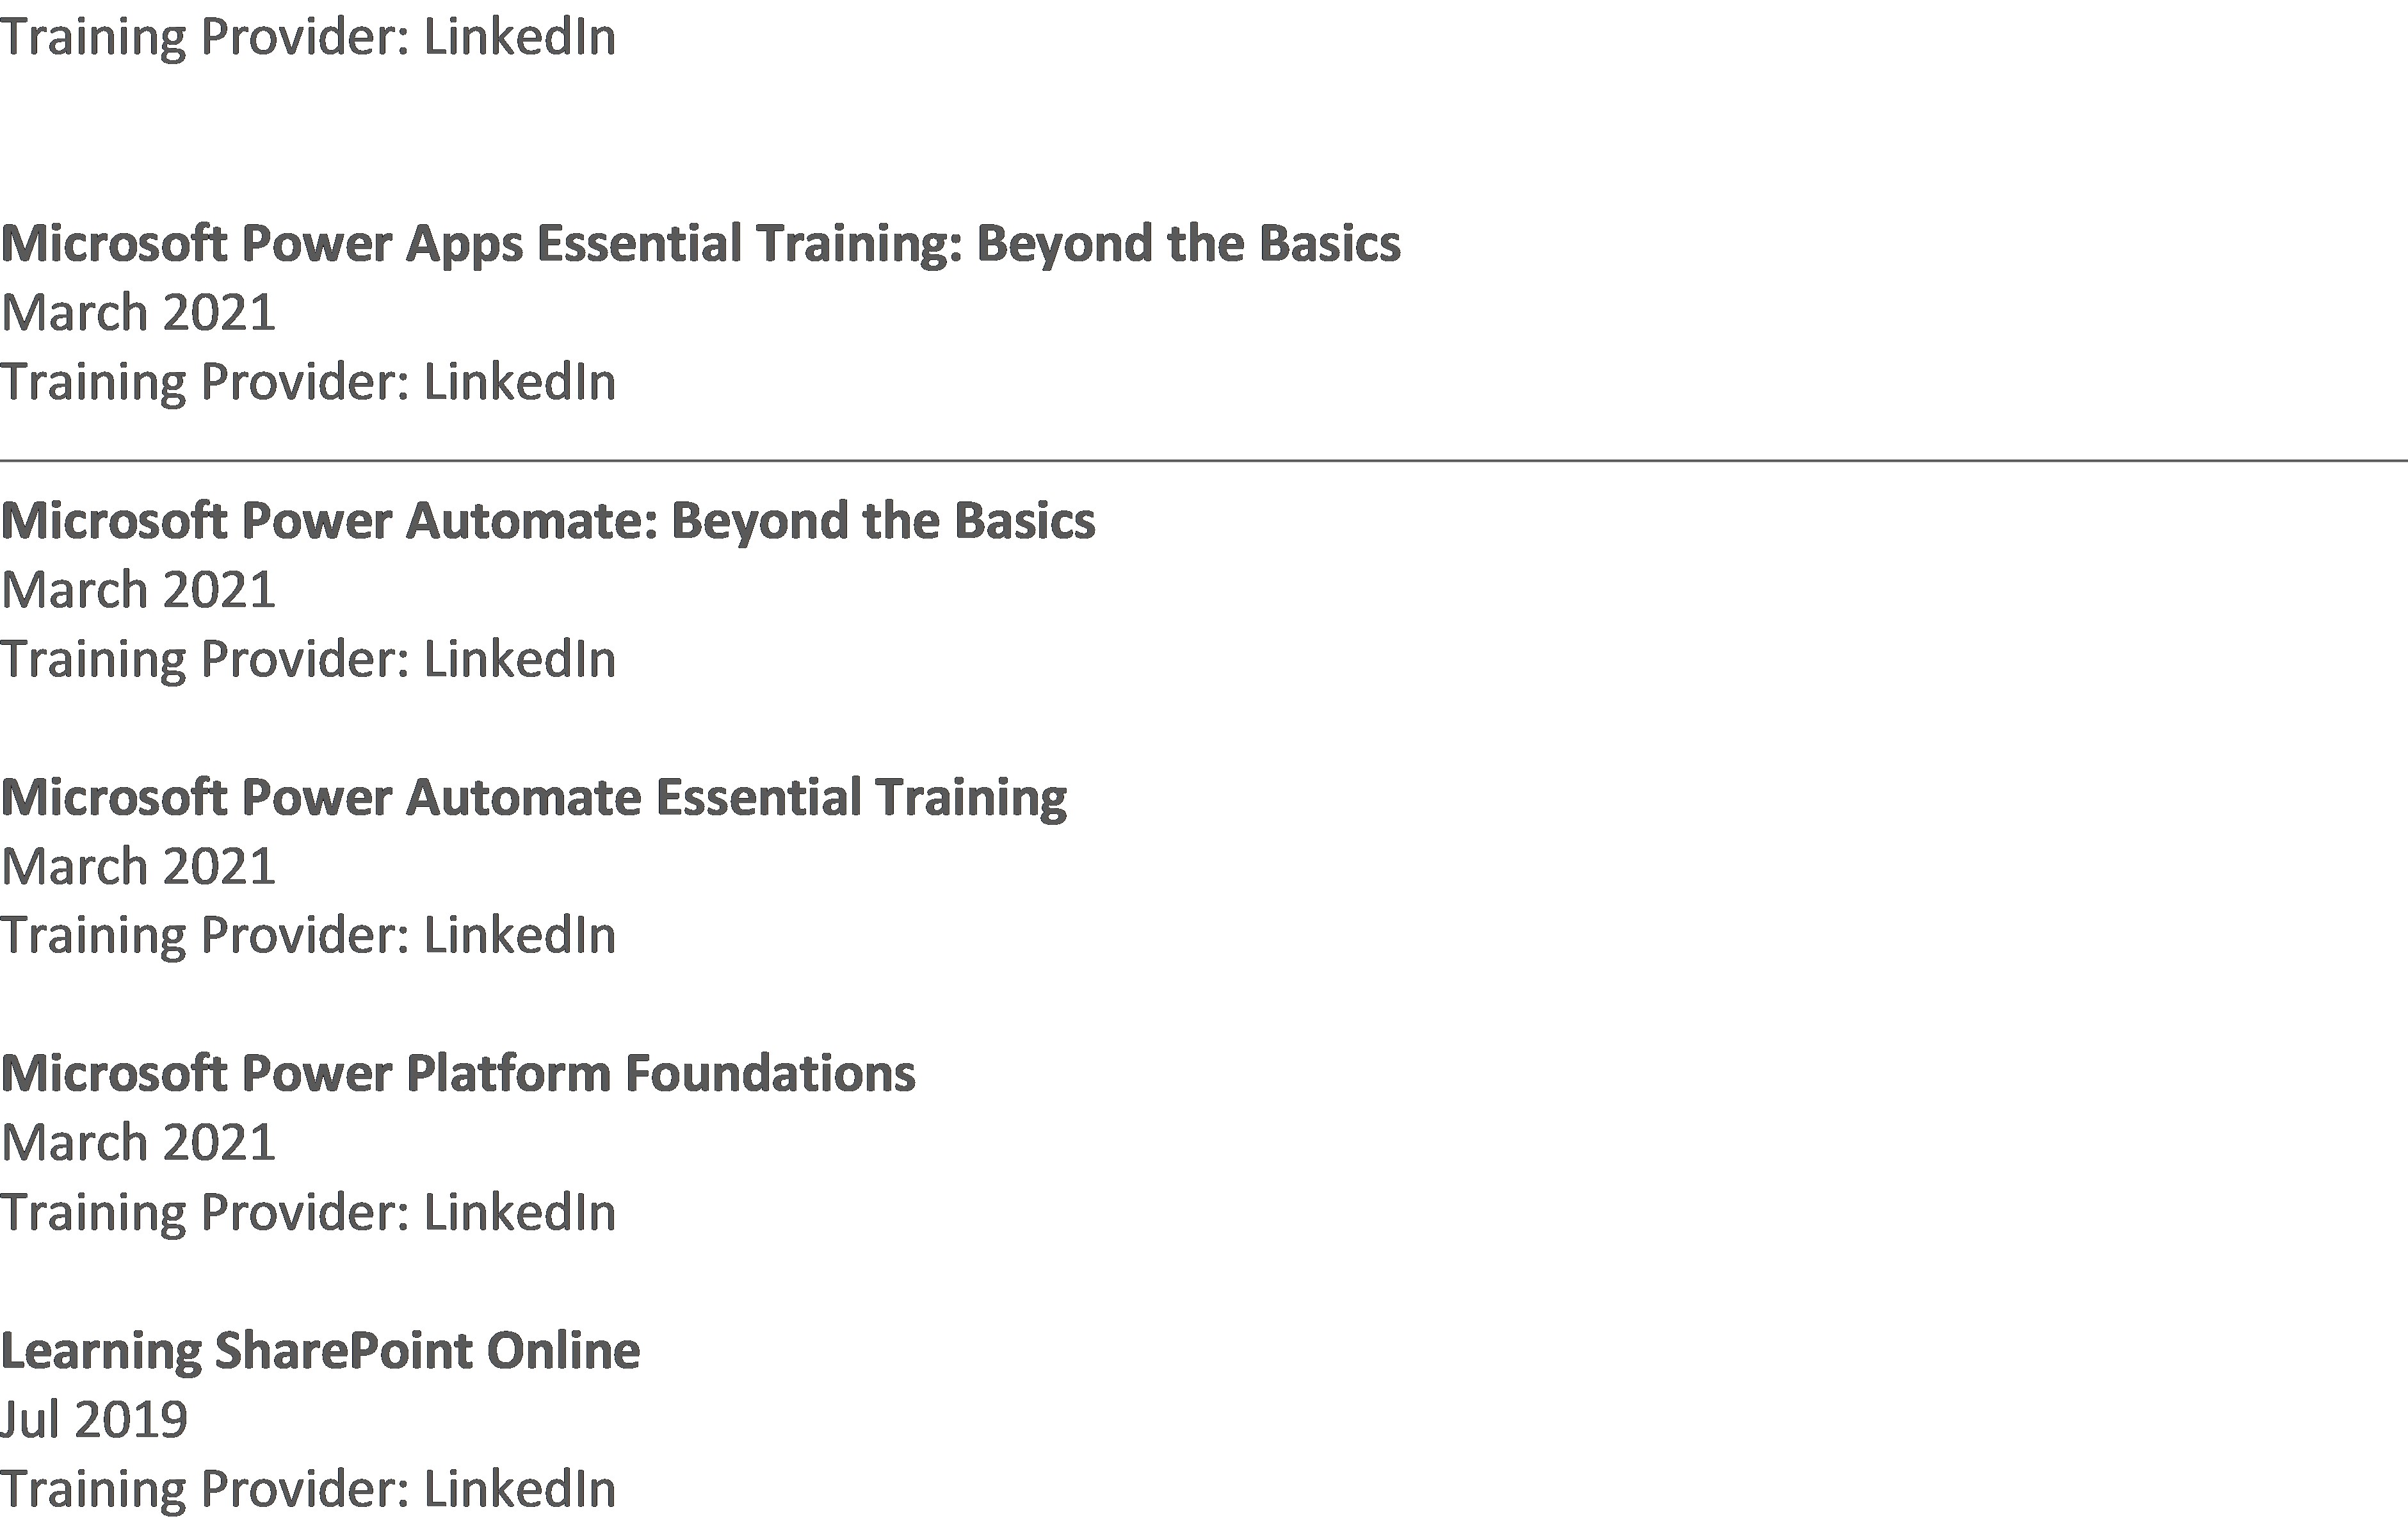 Training Provider: LinkedIn
Microsoft Power Apps Essential Training: Beyond the Basics
March 2021
Training Provider: LinkedIn
Microsoft Power Automate: Beyond the Basics
March 2021
Training Provider: LinkedIn
Microsoft Power Automate Essential Training
March 2021
Training Provider: LinkedIn
Microsoft Power Platform Foundations
March 2021
Training Provider: LinkedIn
Learning SharePoint Online
Jul 2019
Training Provider: LinkedIn